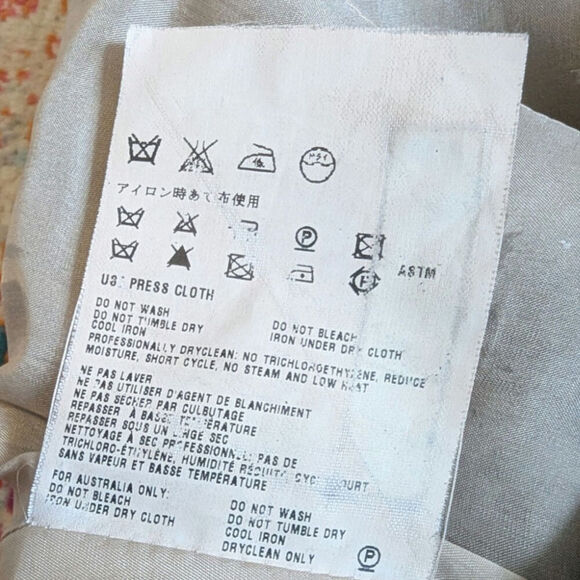 ドライ
アイロン時あて布使用
P
F ASTM
PRESS CLOTH
DO NOT WASH
DO NOT TUMBLE DRY
COOL IRON
DO NOT BLEACH
IRON UNDER DRY CLOTH
PROFESSIONALLY DRYCLEAN: NO TRICHLOROETHYLENE, REDUCE
MOISTURE, SHORT CYCLE, NO STEAM AND LOW HEAT
NE PAS LAVER
NE PAS UTILISER D'AGENT DE BLANCHIMENT
NE PAS SÉCHER PAR CULBUTAGE
REPASSER À BASSE TEMPÉRATURE
REPASSER SOUS UN LINGE SEC
NETTOYAGE À SEC PROFESSIONNEL PAS DE
TRICHLORO-ÉTHYLÈNE, HUMIDITÉ RÉDUITE CYCLE COURT
SANS VAPEUR ET BASSE TEMPÉRATURE
FOR AUSTRALIA ONLY:
DO NOT BLEACH
IRON UNDER DRY CLOTH
DO NOT WASH
DO NOT TUMBLE DRY
COOL IRON
DRYCLEAN ONLY
P